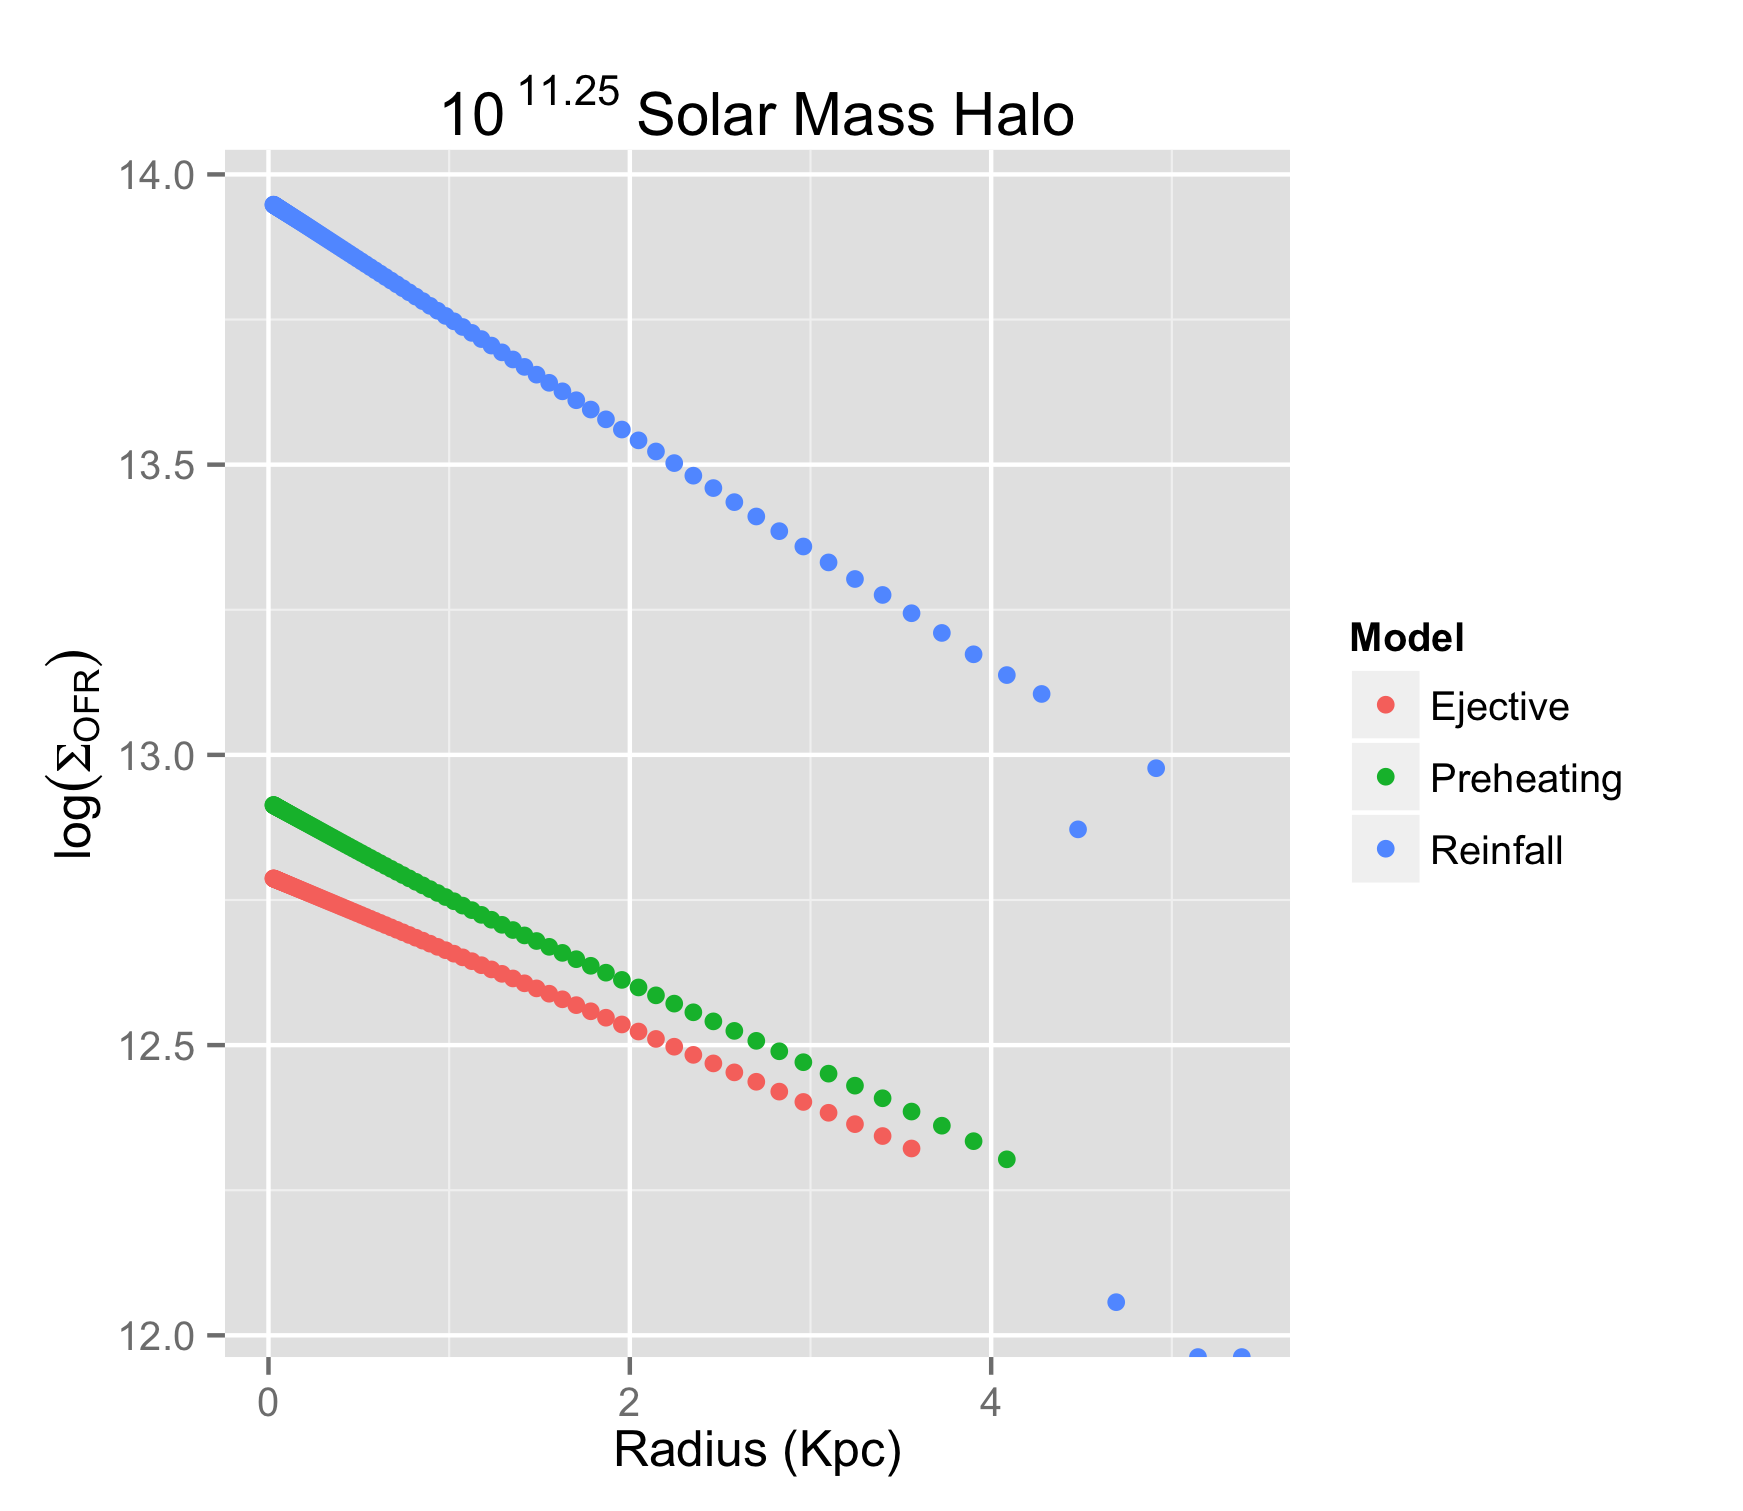 10 11.25 Solar Mass Halo
14.0
13.5
13.0
12.5
12.0
log(ΣOFR)
0 2 4
Radius (Kpc)
Model
Ejective
Preheating
Reinfall